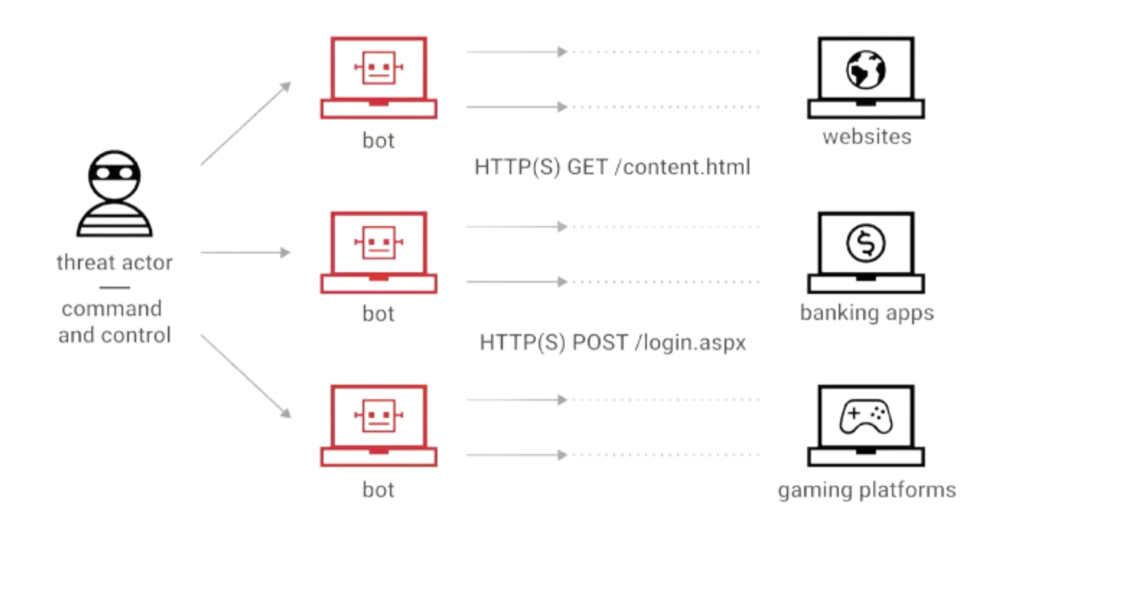 bot
websites
HTTP(S) GET /content.html
threat actor
command
and control
bot
banking apps
HTTP(S) POST /login.aspx
bot
gaming platforms